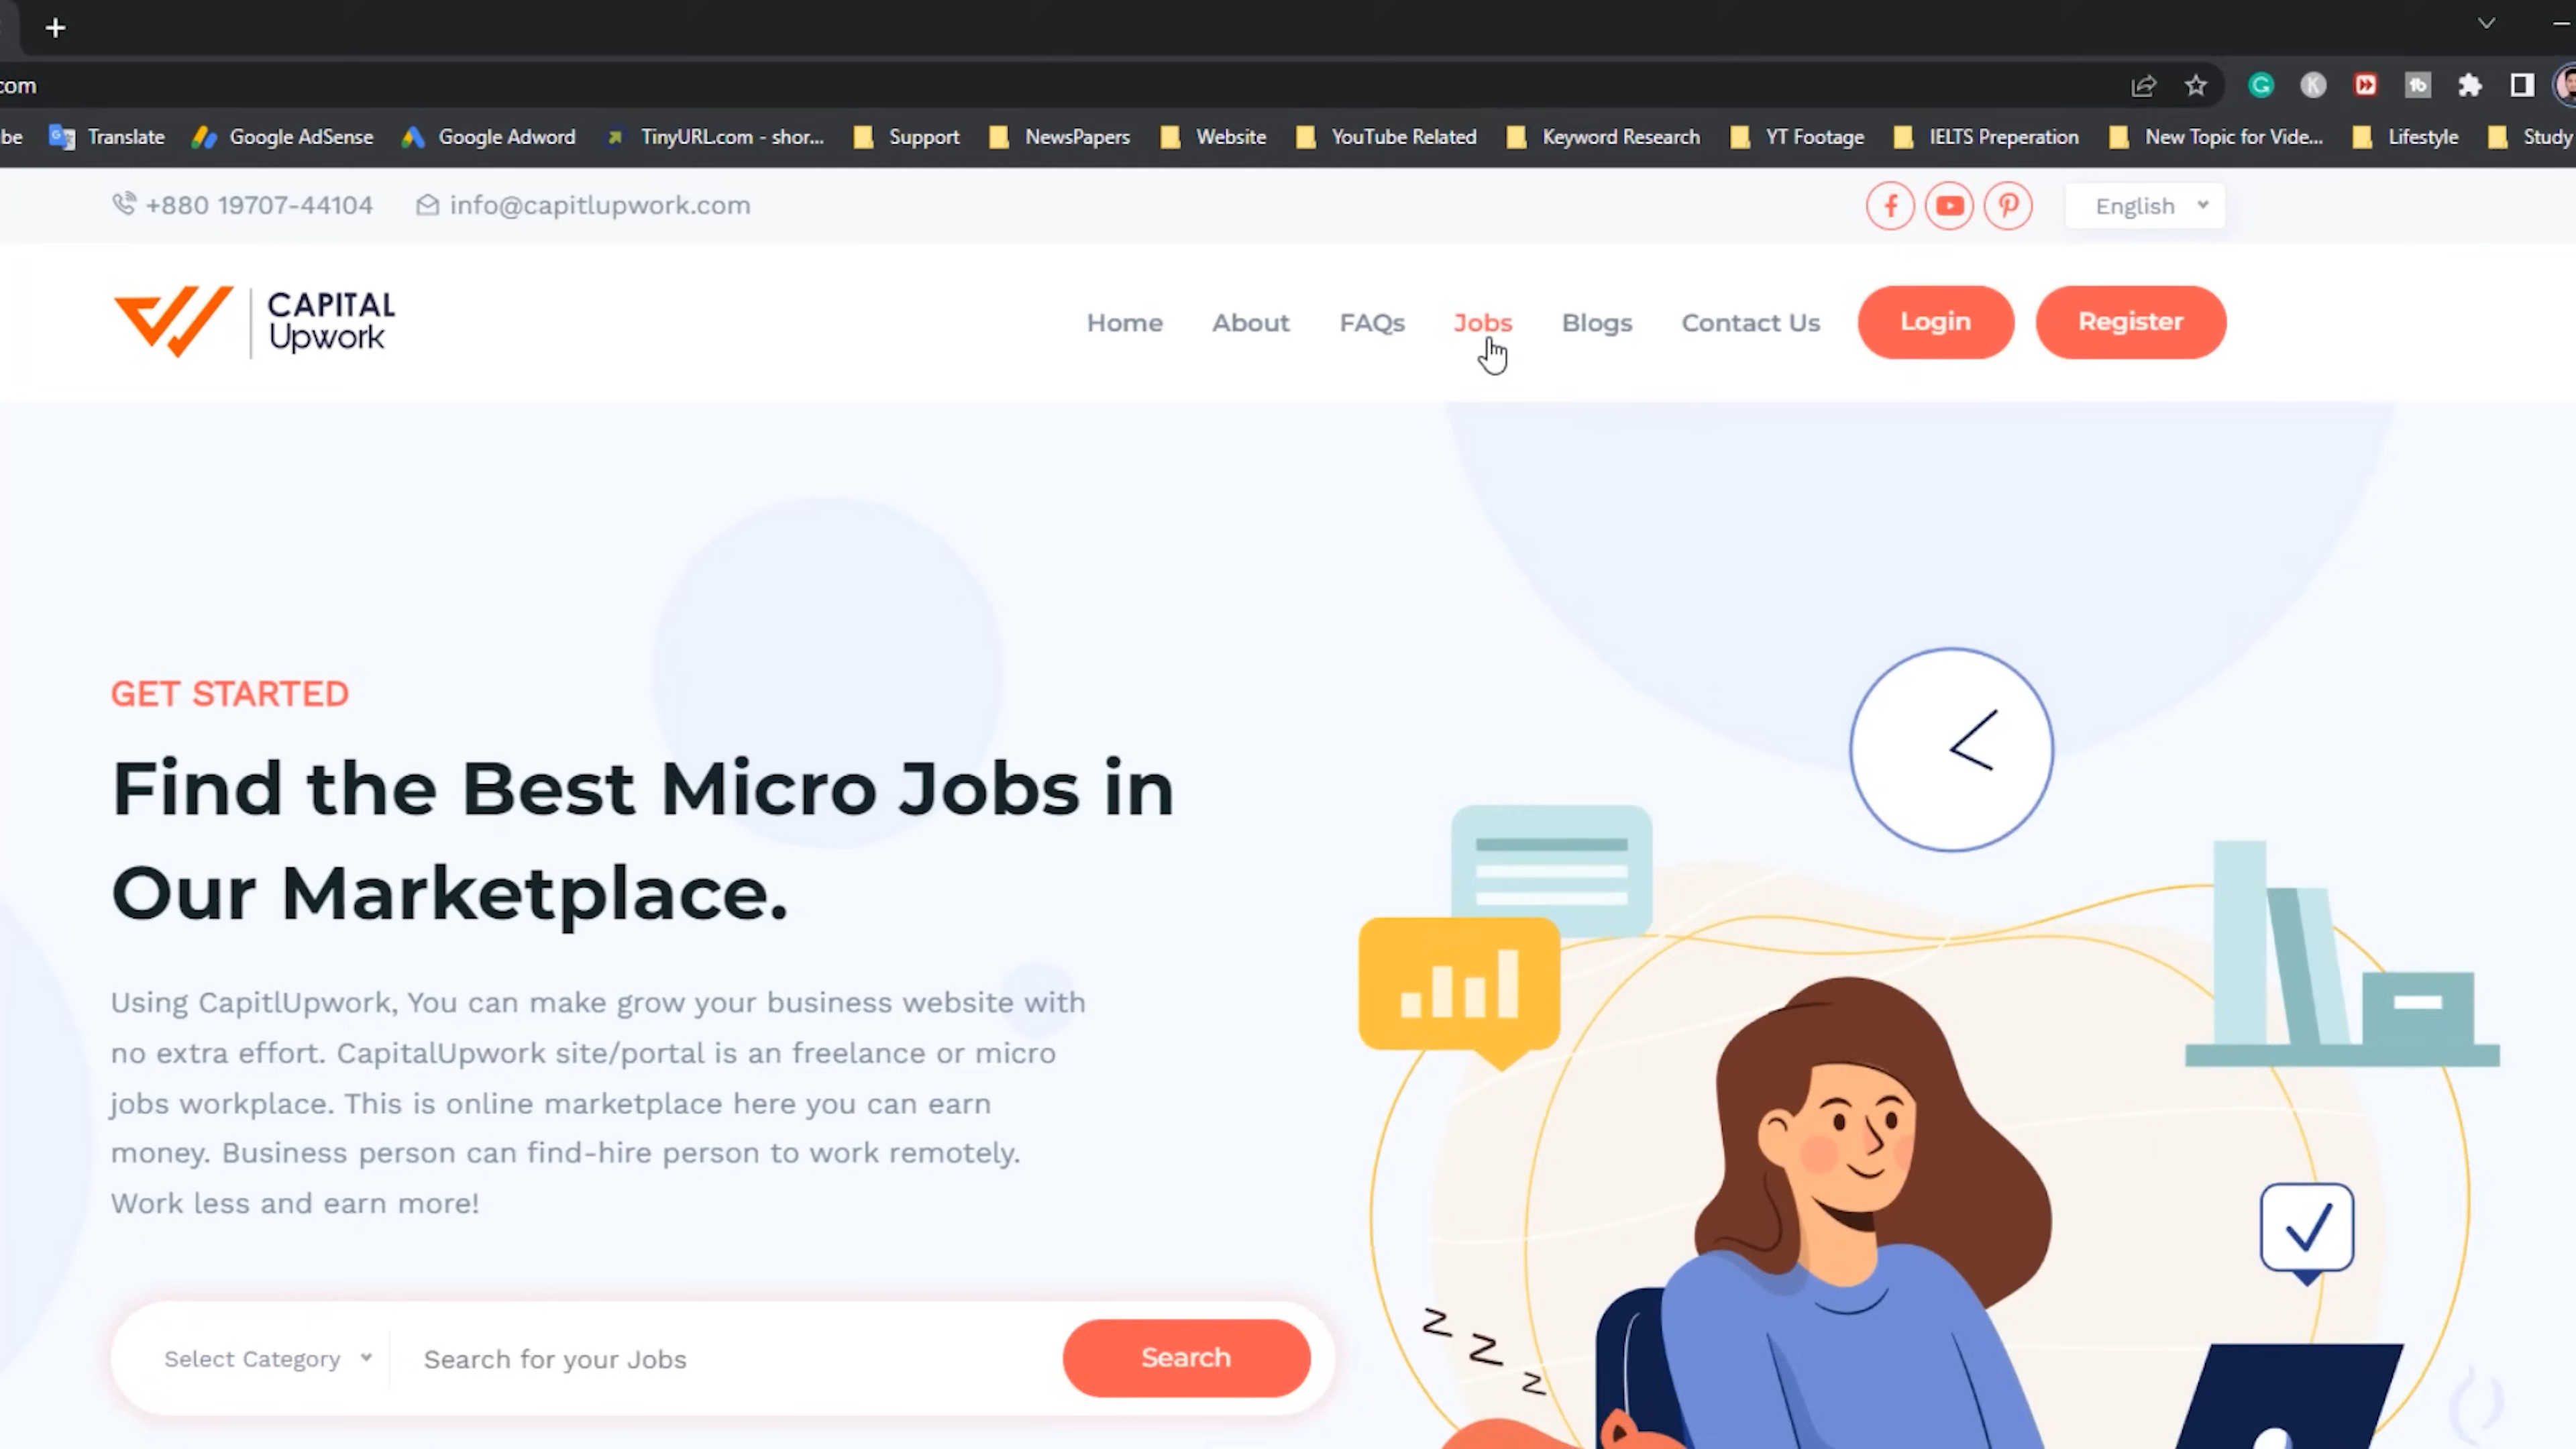 com
be Translate Google AdSense Google Adword TinyURL.com - shor... Support NewsPapers Website YouTube Related Keyword Research YT Footage IELTS Preperation New Topic for Vide... Lifestyle Study
+880 19707-44104 info@capitlupwork.com English
CAPITAL
Upwork
Home About FAQs Jobs Blogs Contact Us Login Register
GET STARTED
Find the Best Micro Jobs in
Our Marketplace.
Using CapitlUpwork, You can make grow your business website with
no extra effort. CapitalUpwork site/portal is an freelance or micro
jobs workplace. This is online marketplace here you can earn
money. Business person can find-hire person to work remotely.
Work less and earn more!
Select Category Search for your Jobs Search
z
z
z